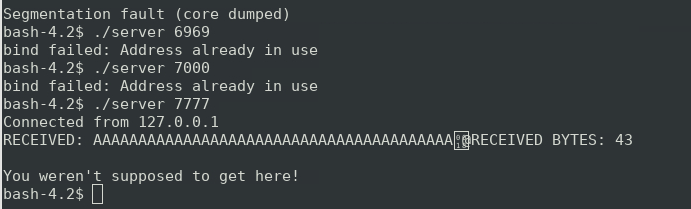 Segmentation fault (core dumped)
bash-4.2$ ./server 6969
bind failed: Address already in use
bash-4.2$ ./server 7000
bind failed: Address already in use
bash-4.2$ ./server 7777
Connected from 127.0.0.1
RECEIVED: AAAAAAAAAAAAAAAAAAAAAAAAAAAAAAAAAAAAAAAA@RECEIVED BYTES: 43
You weren't supposed to get here!
bash-4.2$